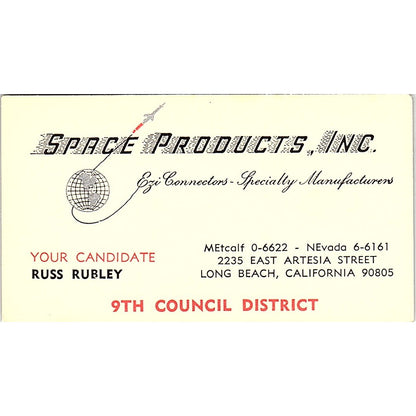 SPACE PRODUCTS, INC.
Ezi Connectors - Specialty Manufacturers
YOUR CANDIDATE
RUSS RUBLEY
METcalf 0-6622 - NEvada 6-6161
2235 EAST ARTESIA STREET
LONG BEACH, CALIFORNIA 90805
9TH COUNCIL DISTRICT